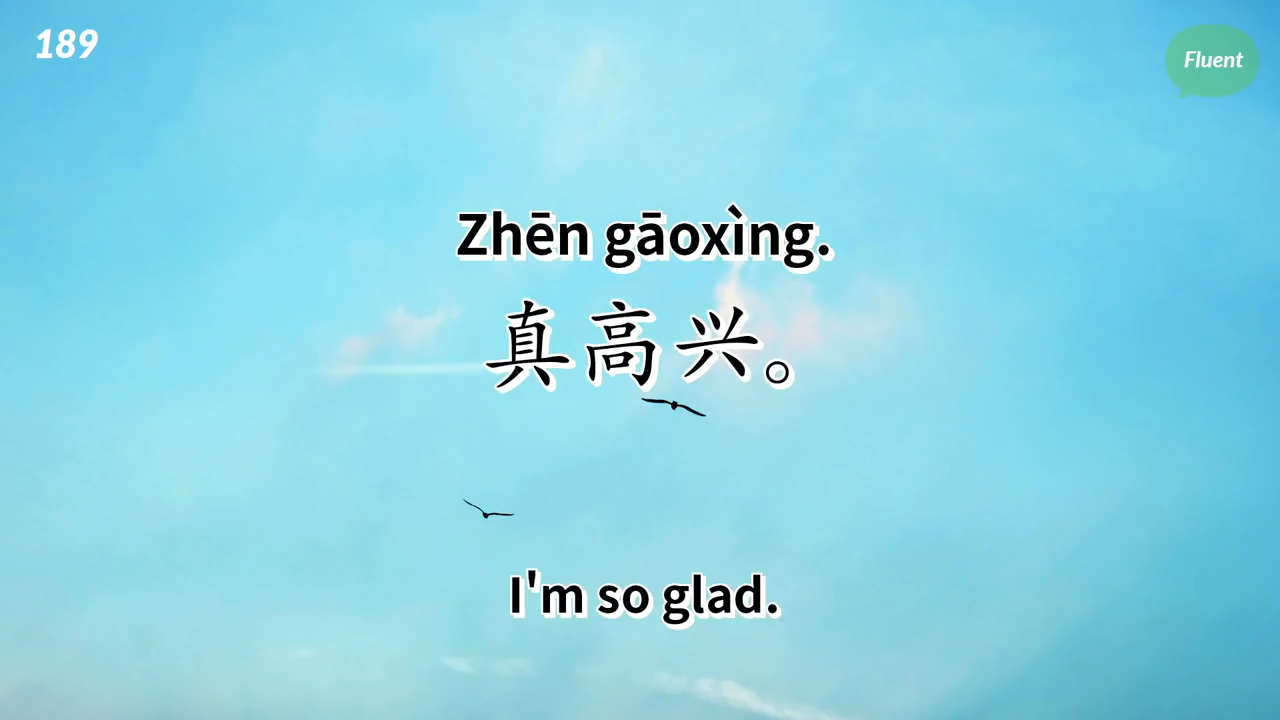 189
Fluent
Zhēn gāoxìng.
真高兴。
I'm so glad.